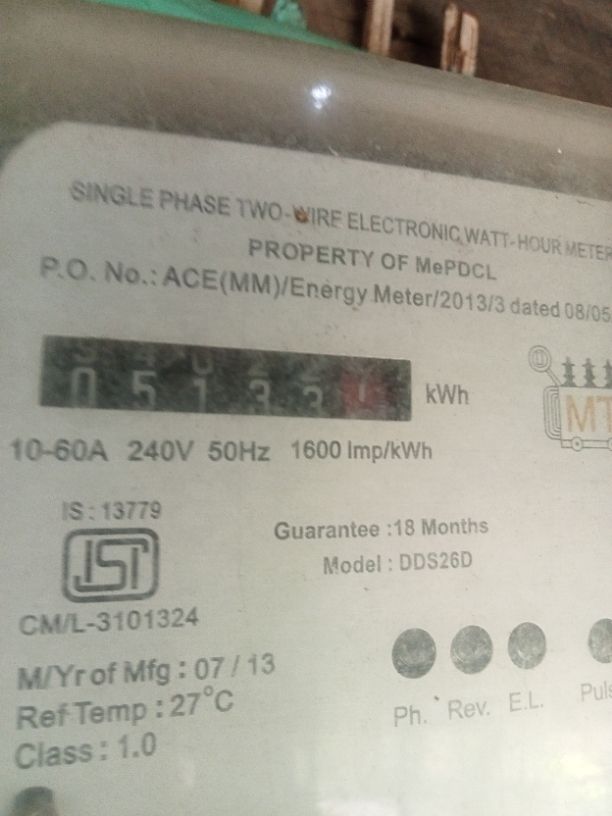 SINGLE PHASE TWO-WIRE ELECTRONIC WATT-HOUR METER
PROPERTY OF MePDCL
P.O. No.: ACE(MM)/Energy Meter/2013/3 dated 08/05
0 5 1 3 3 kWh
MT
10-60A 240V 50Hz 1600 Imp/kWh
IS : 13779
Guarantee :18 Months
ISI
Model : DDS26D
CM/L-3101324
M/Yr of Mfg : 07 / 13
Ref Temp : 27°C
Class : 1.0
Ph. Rev. E.L. Puls